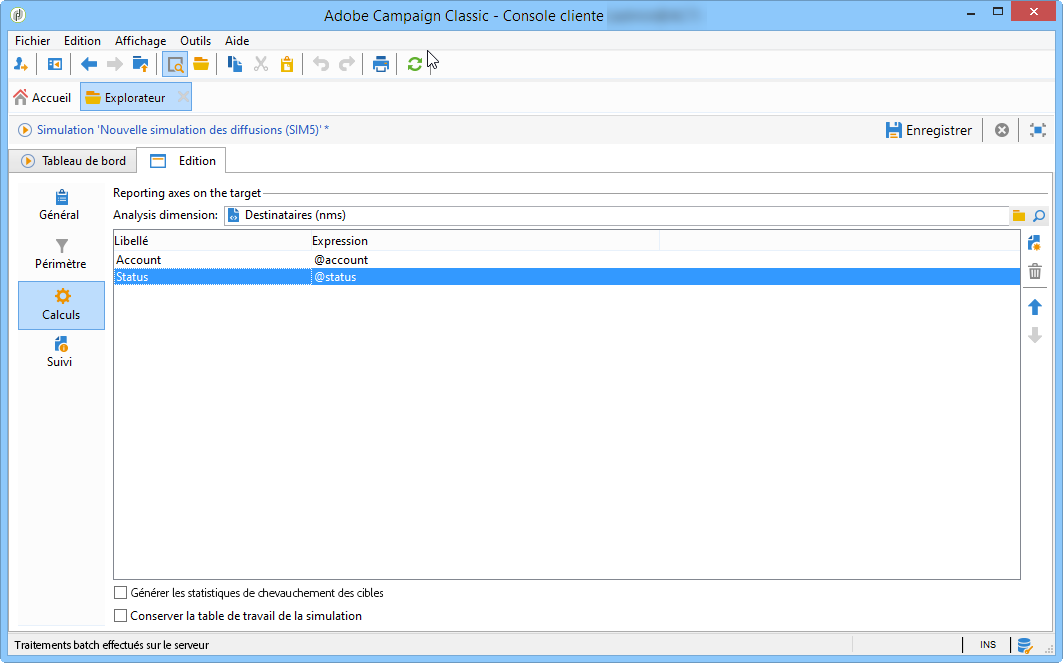 Adobe Campaign Classic - Console cliente
Fichier Edition Affichage Outils Aide
Accueil Explorateur
Simulation 'Nouvelle simulation des diffusions (SIM5)' * Enregistrer
Tableau de bord Edition
Général
Périmètre
Calculs
Suivi
Reporting axes on the target
Analysis dimension: Destinataires (nms)
Libellé Expression
Account @account
Status @status
Générer les statistiques de chevauchement des cibles
Conserver la table de travail de la simulation
Traitements batch effectués sur le serveur INS